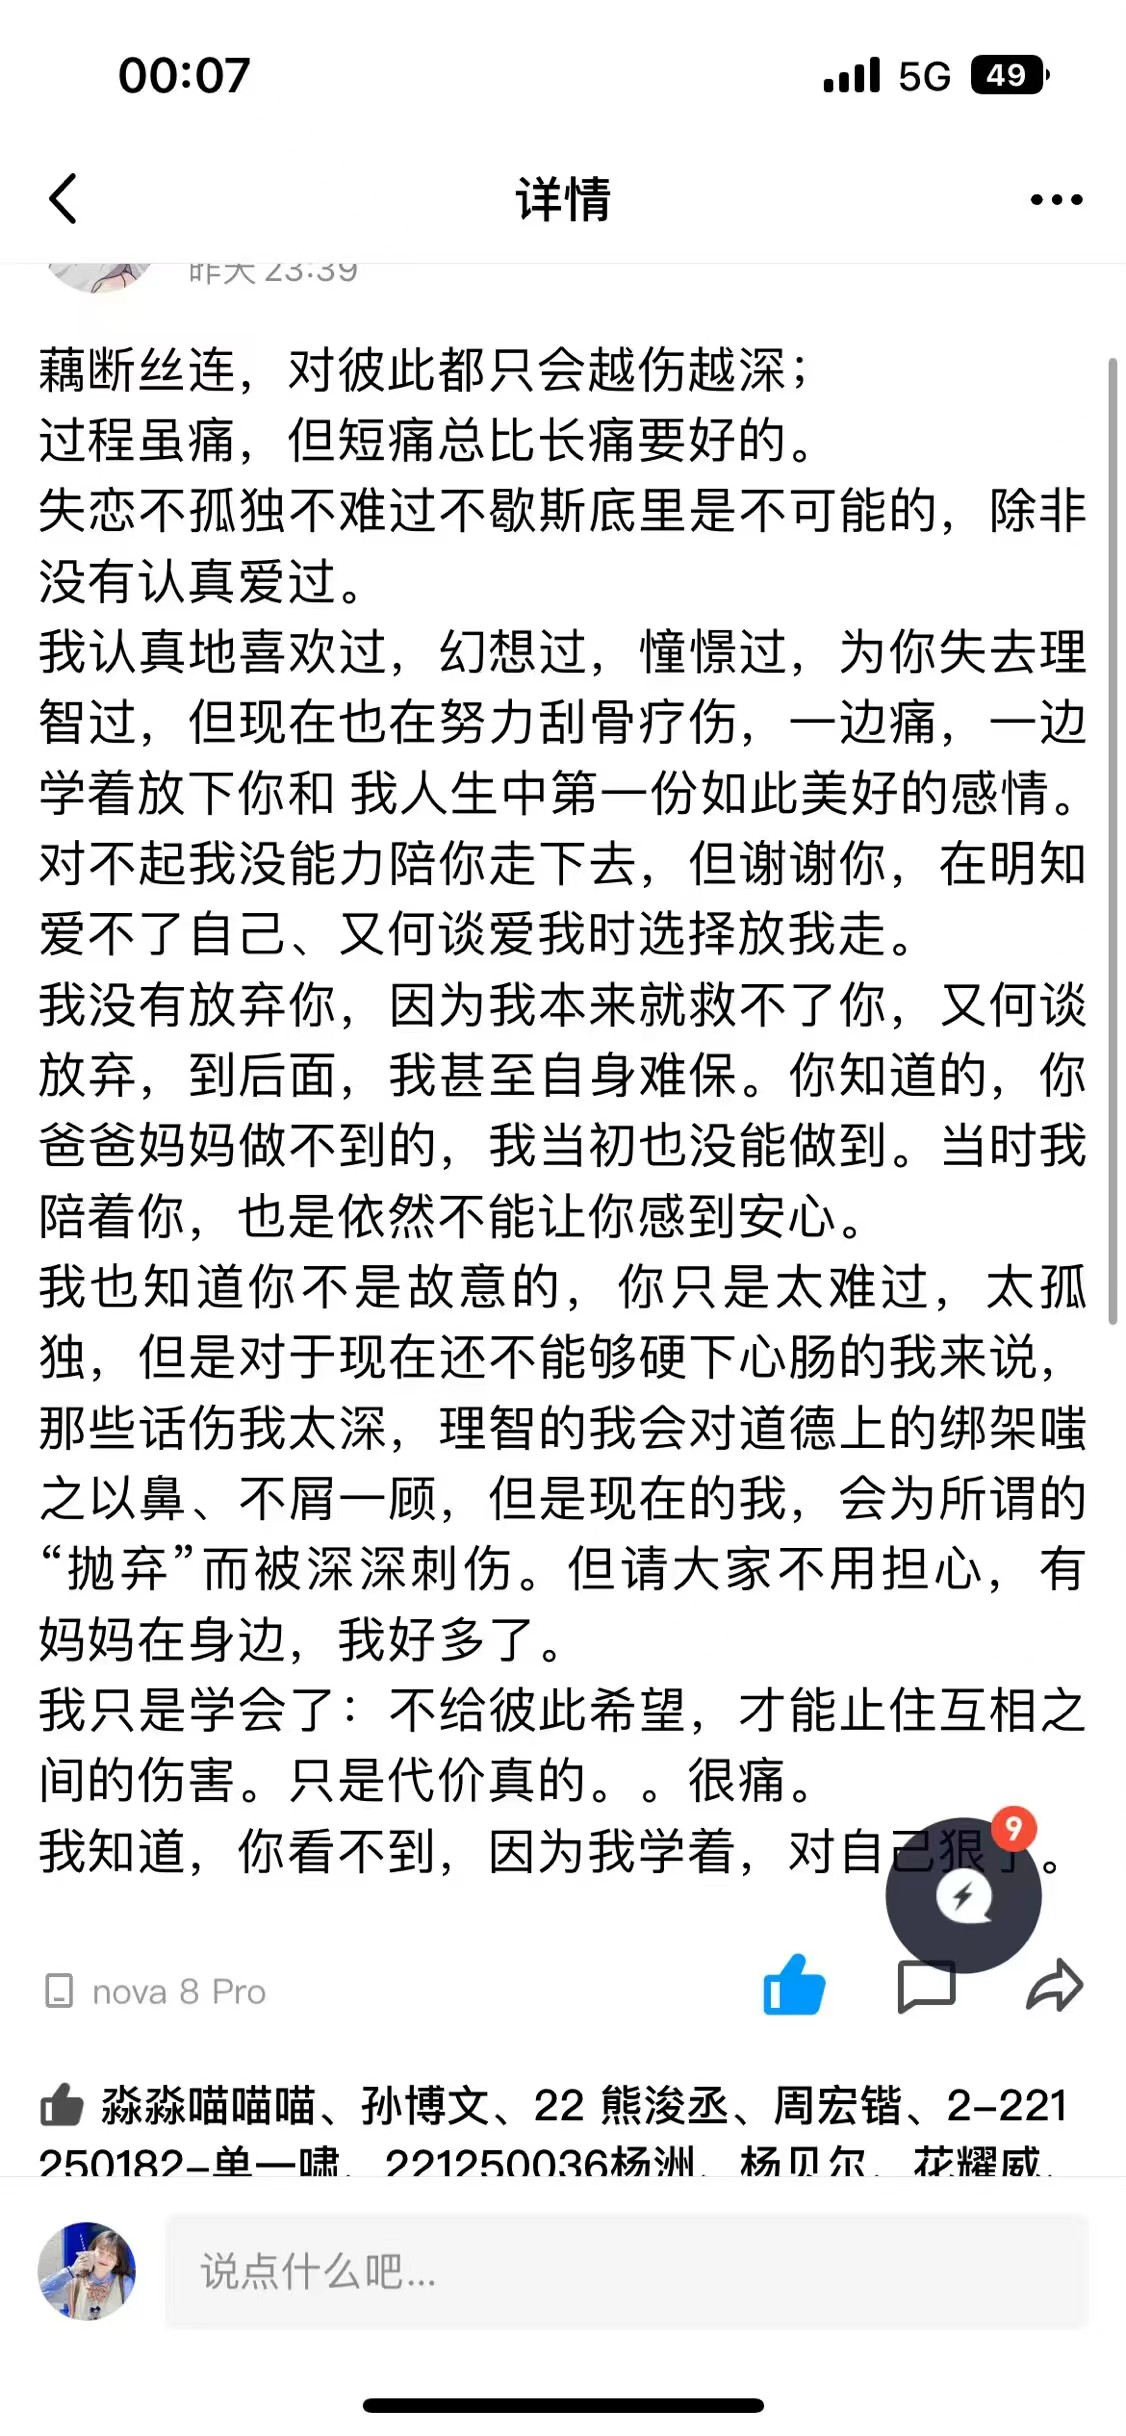 00:07
5G 49
详情
昨天 23:39
藕断丝连，对彼此都只会越伤越深；
过程虽痛，但短痛总比长痛要好的。
失恋不孤独不难过不歇斯底里是不可能的，除非
没有认真爱过。
我认真地喜欢过，幻想过，憧憬过，为你失去理
智过，但现在也在努力刮骨疗伤，一边痛，一边
学着放下你和 我人生中第一份如此美好的感情。
对不起我没能力陪你走下去，但谢谢你，在明知
爱不了自己、又何谈爱我时选择放我走。
我没有放弃你，因为我本来就救不了你，又何谈
放弃，到后面，我甚至自身难保。你知道的，你
爸爸妈妈做不到的，我当初也没能做到。当时我
陪着你，也是依然不能让你感到安心。
我也知道你不是故意的，你只是太难过，太孤
独，但是对于现在还不能够硬下心肠的我来说，
那些话伤我太深，理智的我会对道德上的绑架嗤
之以鼻、不屑一顾，但是现在的我，会为所谓的
“抛弃”而被深深刺伤。但请大家不用担心，有
妈妈在身边，我好多了。
我只是学会了：不给彼此希望，才能止住互相之
间的伤害。只是代价真的。。很痛。
我知道，你看不到，因为我学着，对自己狠了。
9
nova 8 Pro
淼淼喵喵喵、孙博文、22 熊浚丞、周宏锴、2-221
250182-单一啸、221250036杨洲、杨贝尔、花耀威、
说点什么吧...